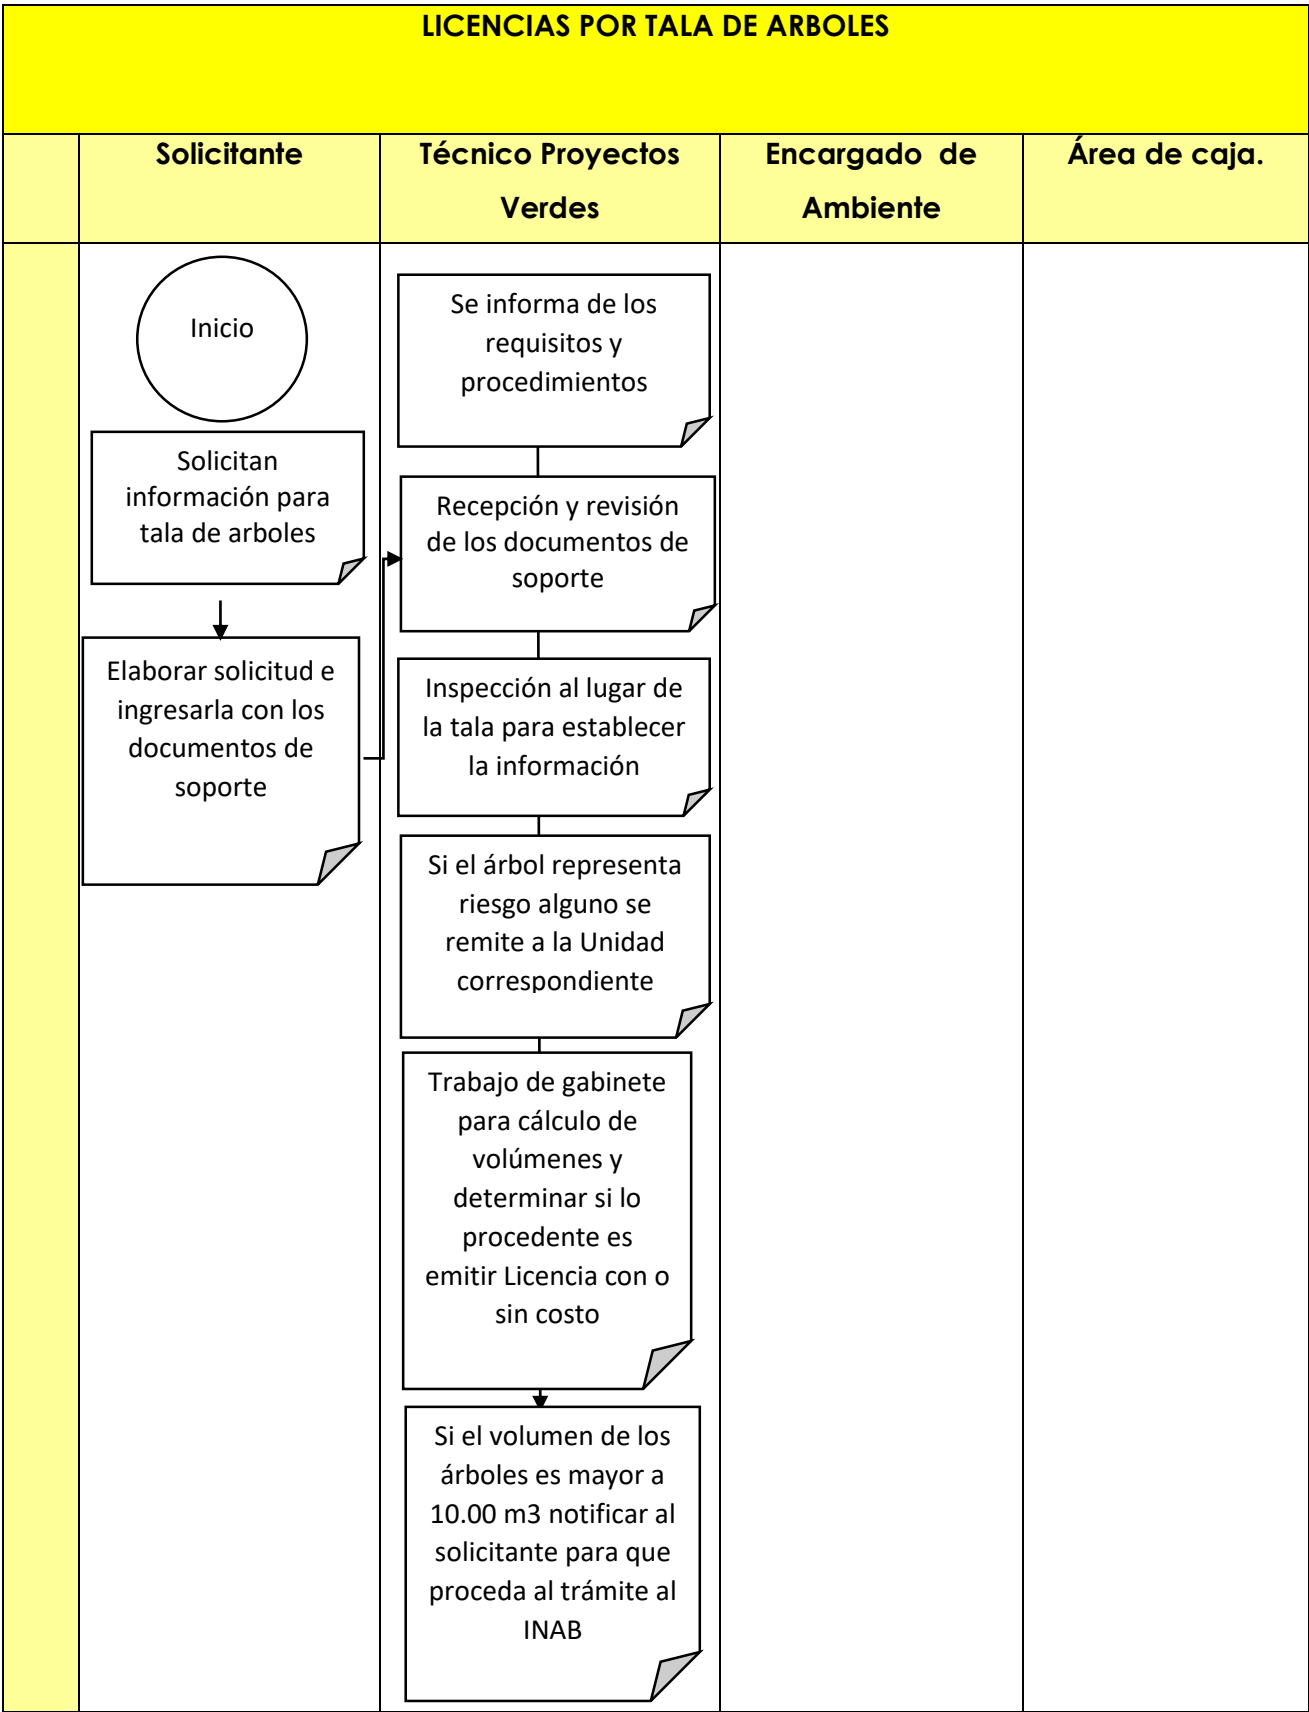 LICENCIAS POR TALA DE ARBOLES
Solicitante
Técnico Proyectos
Verdes
Encargado de
Ambiente
Área de caja.
Inicio
Solicitan
información para
tala de arboles
Elaborar solicitud e
ingresarla con los
documentos de
soporte
Se informa de los
requisitos y
procedimientos
Recepción y revisión
de los documentos de
soporte
Inspección al lugar de
la tala para establecer
la información
Si el árbol representa
riesgo alguno se
remite a la Unidad
correspondiente
Trabajo de gabinete
para cálculo de
volúmenes y
determinar si lo
procedente es
emitir Licencia con o
sin costo
Si el volumen de los
árboles es mayor a
10.00 m3 notificar al
solicitante para que
proceda al trámite al
INAB